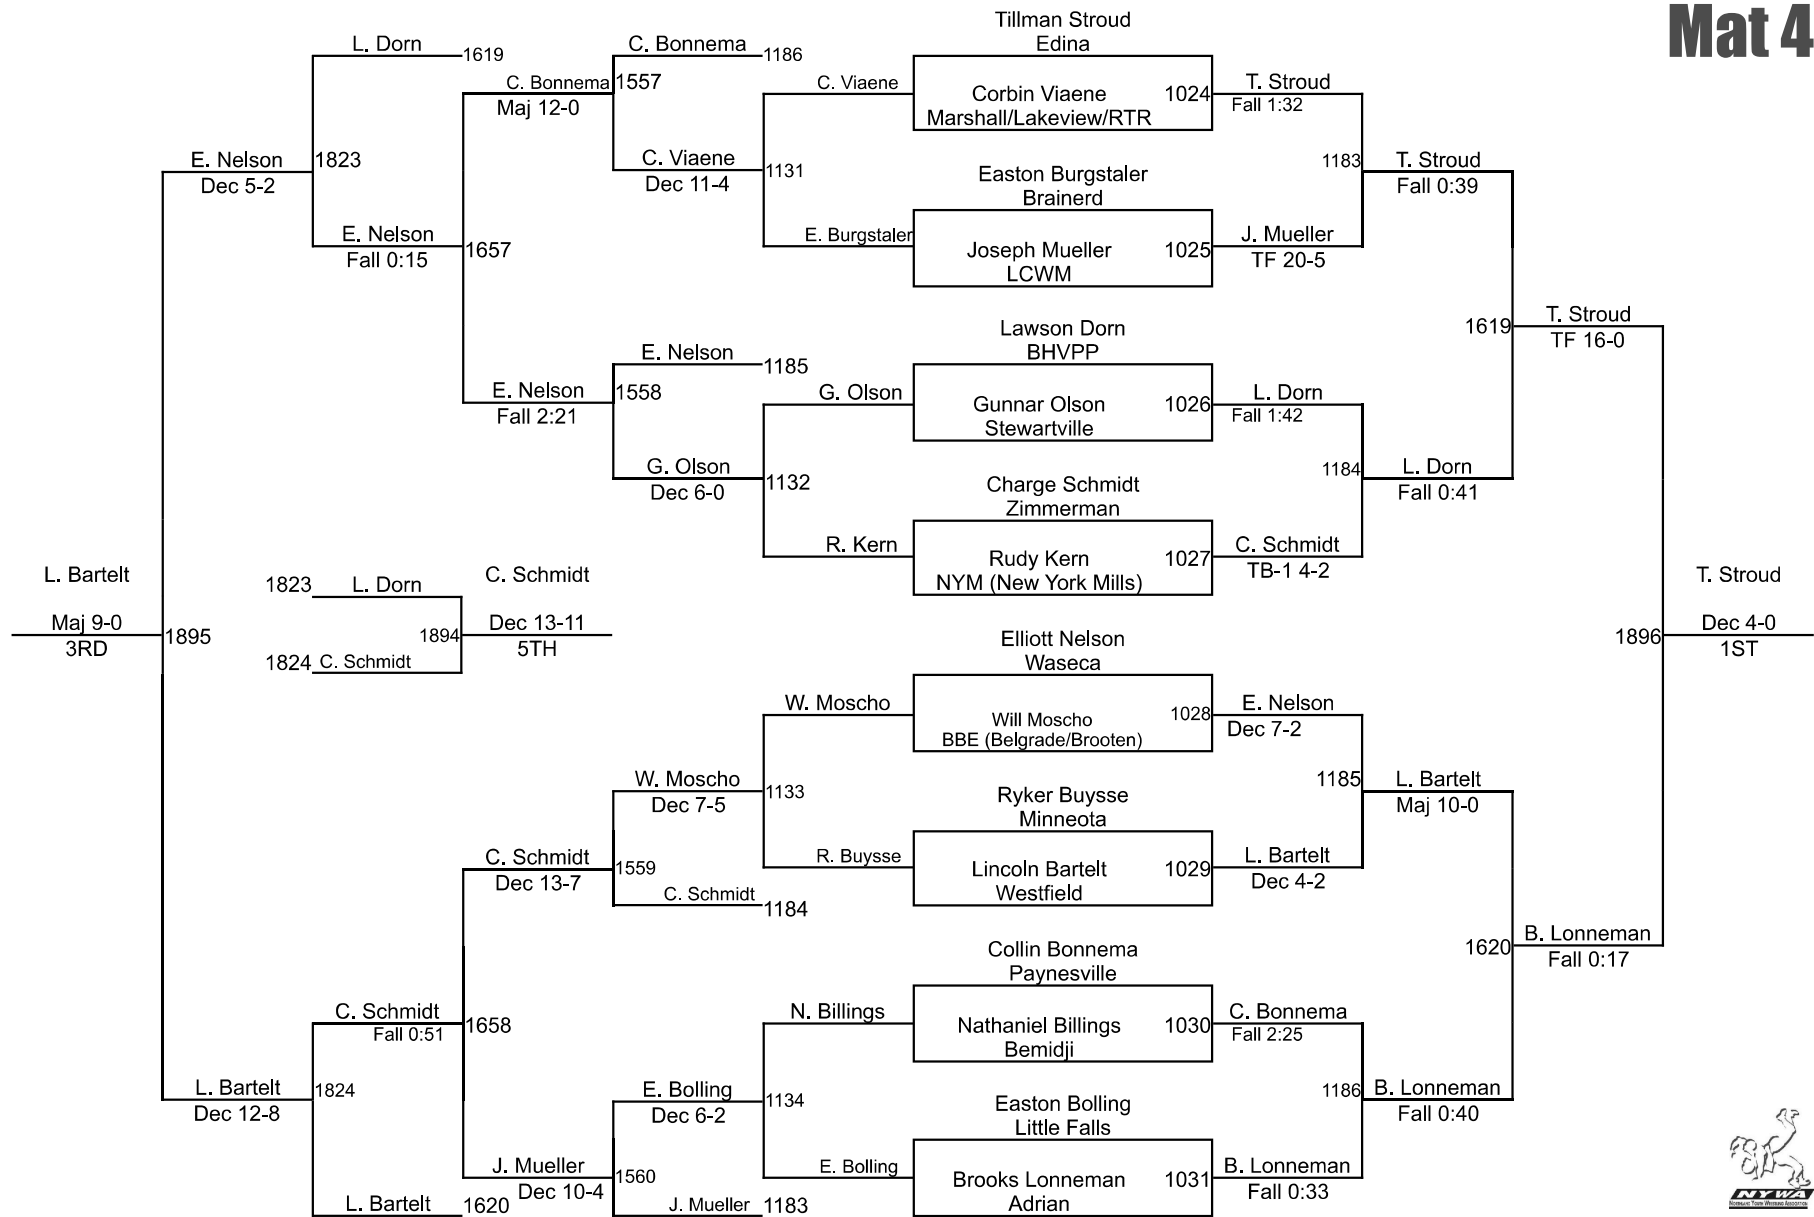 Mat 4
Tillman Stroud
Edina
L. Dorn
1619
C. Bonnema
1186
C. Bonnema
1557
Maj 12-0
C. Viaene
Corbin Viaene
1024
Marshall/Lakeview/RTR
T. Stroud
Fall 1:32
E. Nelson
1823
Dec 5-2
C. Viaene
1131
Dec 11-4
Easton Burgstaler
Brainerd
1183
T. Stroud
Fall 0:39
E. Nelson
1657
Fall 0:15
E. Burgstaler
Joseph Mueller
1025
LCWM
J. Mueller
TF 20-5
Lawson Dorn
BHVPP
1619
T. Stroud
TF 16-0
E. Nelson
1185
E. Nelson
1558
Fall 2:21
G. Olson
Gunnar Olson
1026
Stewartville
L. Dorn
Fall 1:42
G. Olson
1132
Dec 6-0
Charge Schmidt
Zimmerman
1184
L. Dorn
Fall 0:41
R. Kern
Rudy Kern
1027
NYM (New York Mills)
C. Schmidt
TB-1 4-2
L. Bartelt
Maj 9-0
3RD
1895
1823
L. Dorn
1824
C. Schmidt
1894
C. Schmidt
Dec 13-11
5TH
T. Stroud
1896
Dec 4-0
1ST
Elliott Nelson
Waseca
W. Moscho
Will Moscho
1028
BBE (Belgrade/Brooten)
E. Nelson
Dec 7-2
W. Moscho
1133
Dec 7-5
Ryker Buysse
Minneota
1185
L. Bartelt
Maj 10-0
C. Schmidt
1559
Dec 13-7
R. Buysse
Lincoln Bartelt
1029
Westfield
L. Bartelt
Dec 4-2
C. Schmidt
1184
Collin Bonnema
Paynesville
1620
B. Lonneman
Fall 0:17
C. Schmidt
1658
Fall 0:51
N. Billings
Nathaniel Billings
1030
Bemidji
C. Bonnema
Fall 2:25
L. Bartelt
1824
Dec 12-8
E. Bolling
1134
Dec 6-2
Easton Bolling
Little Falls
1186
B. Lonneman
Fall 0:40
J. Mueller
1560
Dec 10-4
E. Bolling
Brooks Lonneman
1031
Adrian
B. Lonneman
Fall 0:33
L. Bartelt
1620
J. Mueller
1183
NYWA